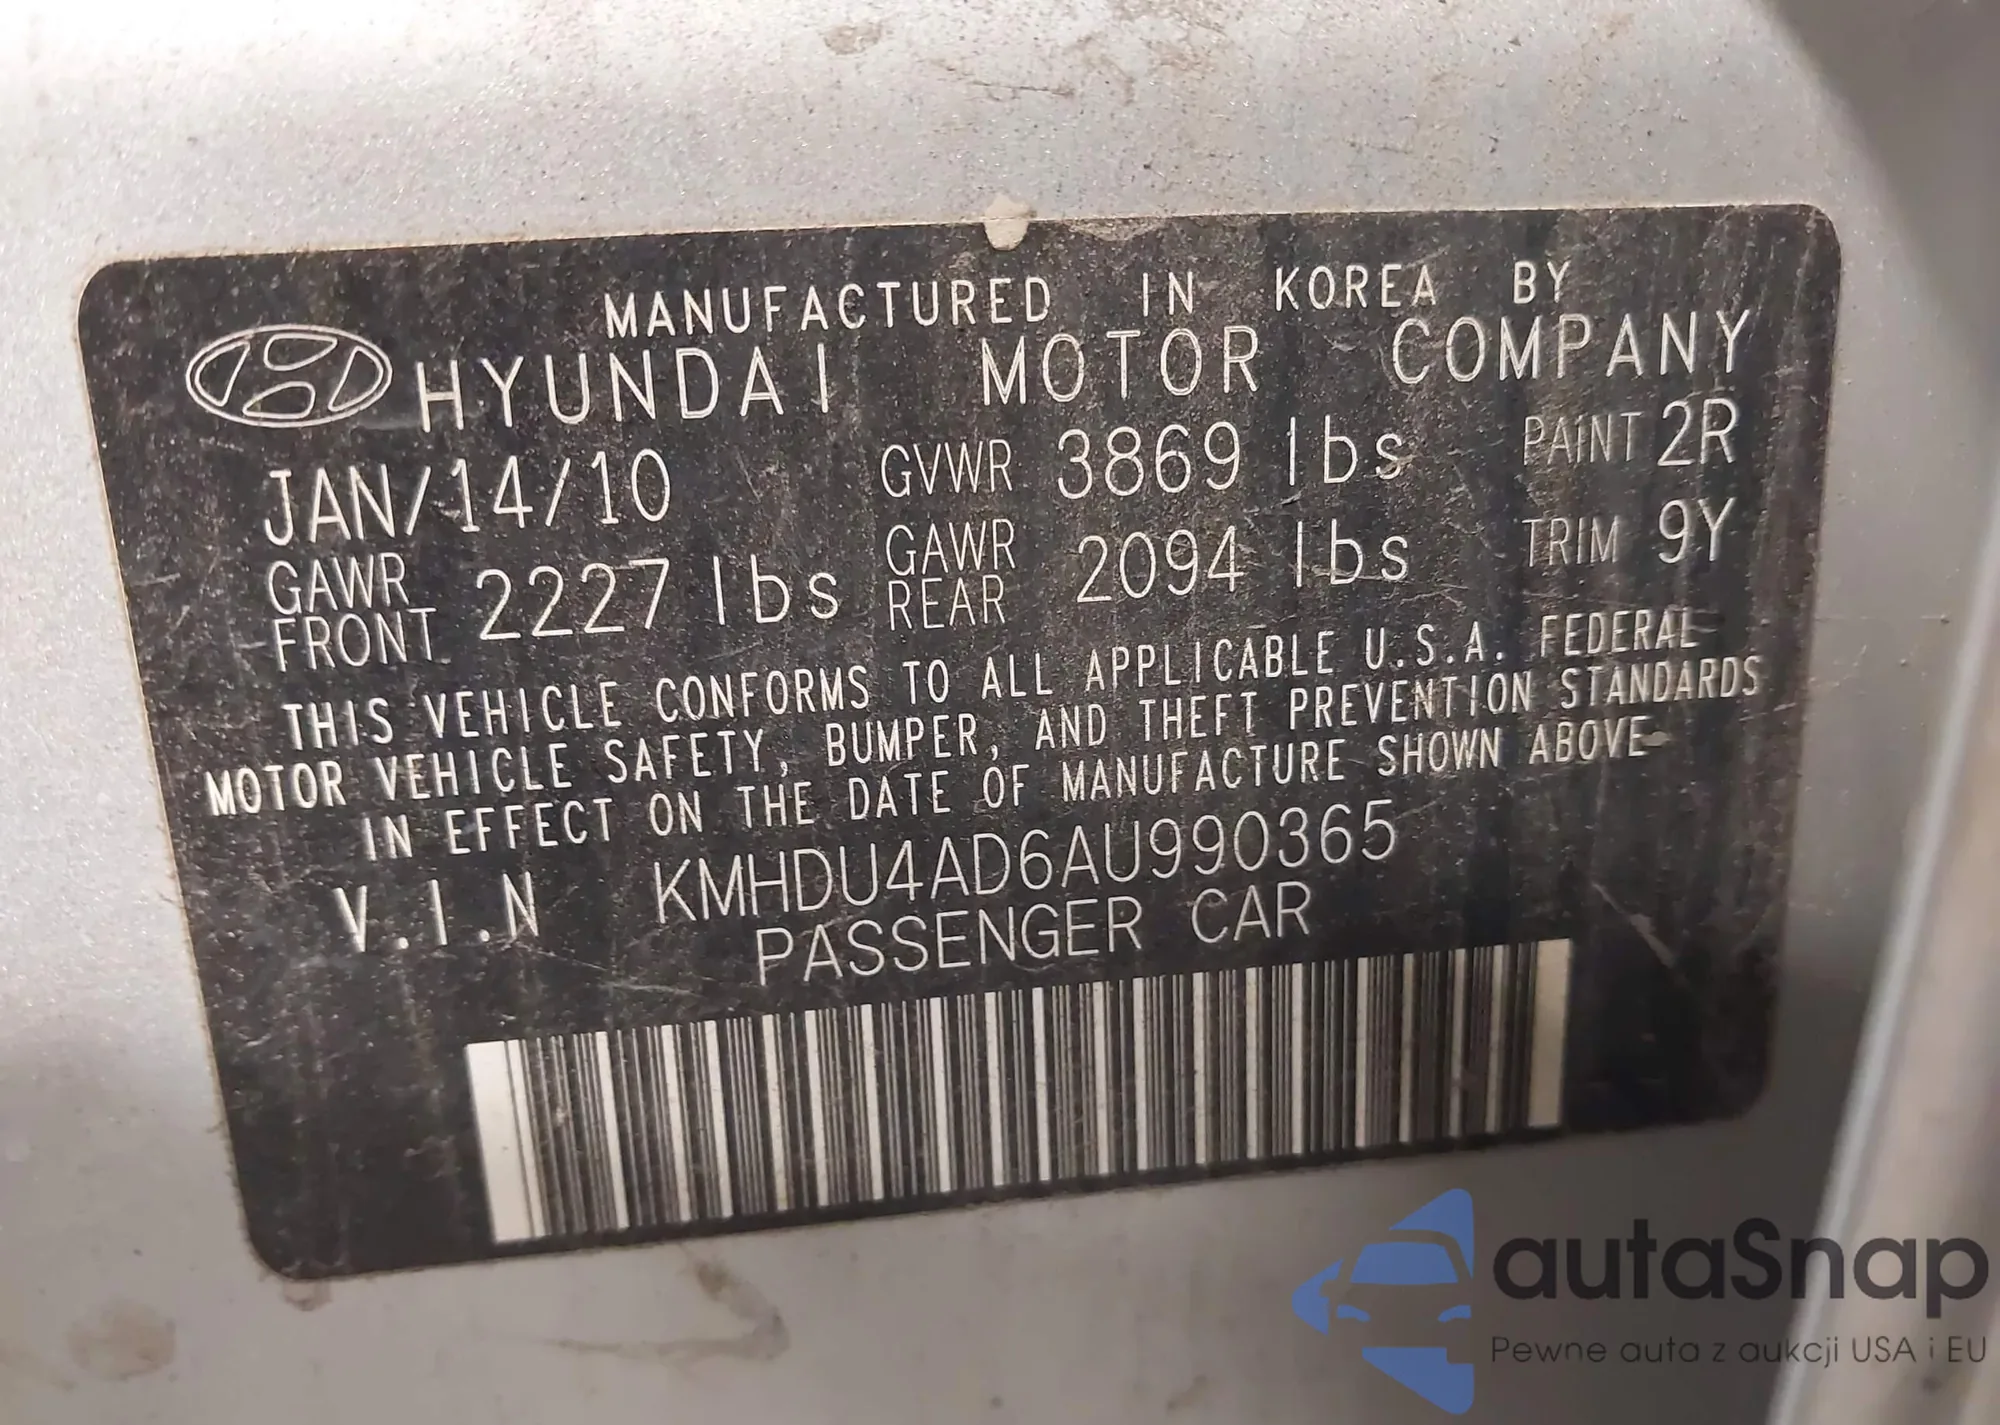 MANUFACTURED IN KOREA BY
HYUNDAI MOTOR COMPANY
JAN/14/10 GVWR 3869 lbs PAINT 2R
GAWR FRONT 2227 lbs GAWR REAR 2094 lbs TRIM 9Y
THIS VEHICLE CONFORMS TO ALL APPLICABLE U.S.A. FEDERAL
MOTOR VEHICLE SAFETY, BUMPER, AND THEFT PREVENTION STANDARDS
IN EFFECT ON THE DATE OF MANUFACTURE SHOWN ABOVE
V.I.N KMHDU4AD6AU990365
PASSENGER CAR
autaSnap
Pewne auta z aukcji USA i EU